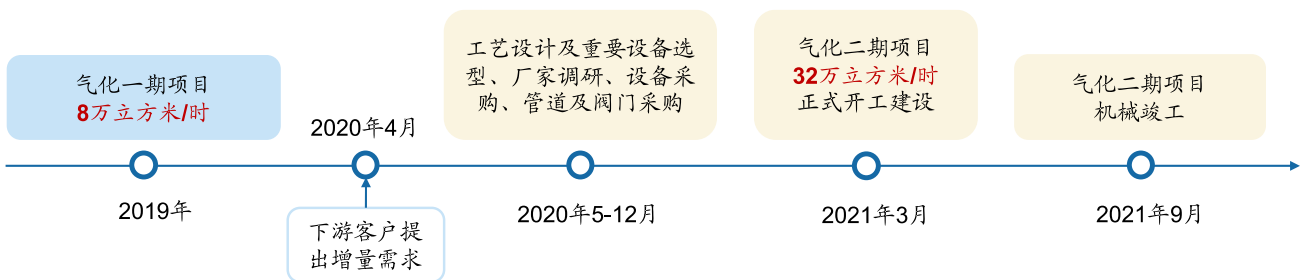 气化一期项目
8万立方米/时
2019年
2020年4月
下游客户提
出增量需求
工艺设计及重要设备选
型、厂家调研、设备采
购、管道及阀门采购
2020年5-12月
气化二期项目
32万立方米/时
正式开工建设
2021年3月
气化二期项目
机械竣工
2021年9月